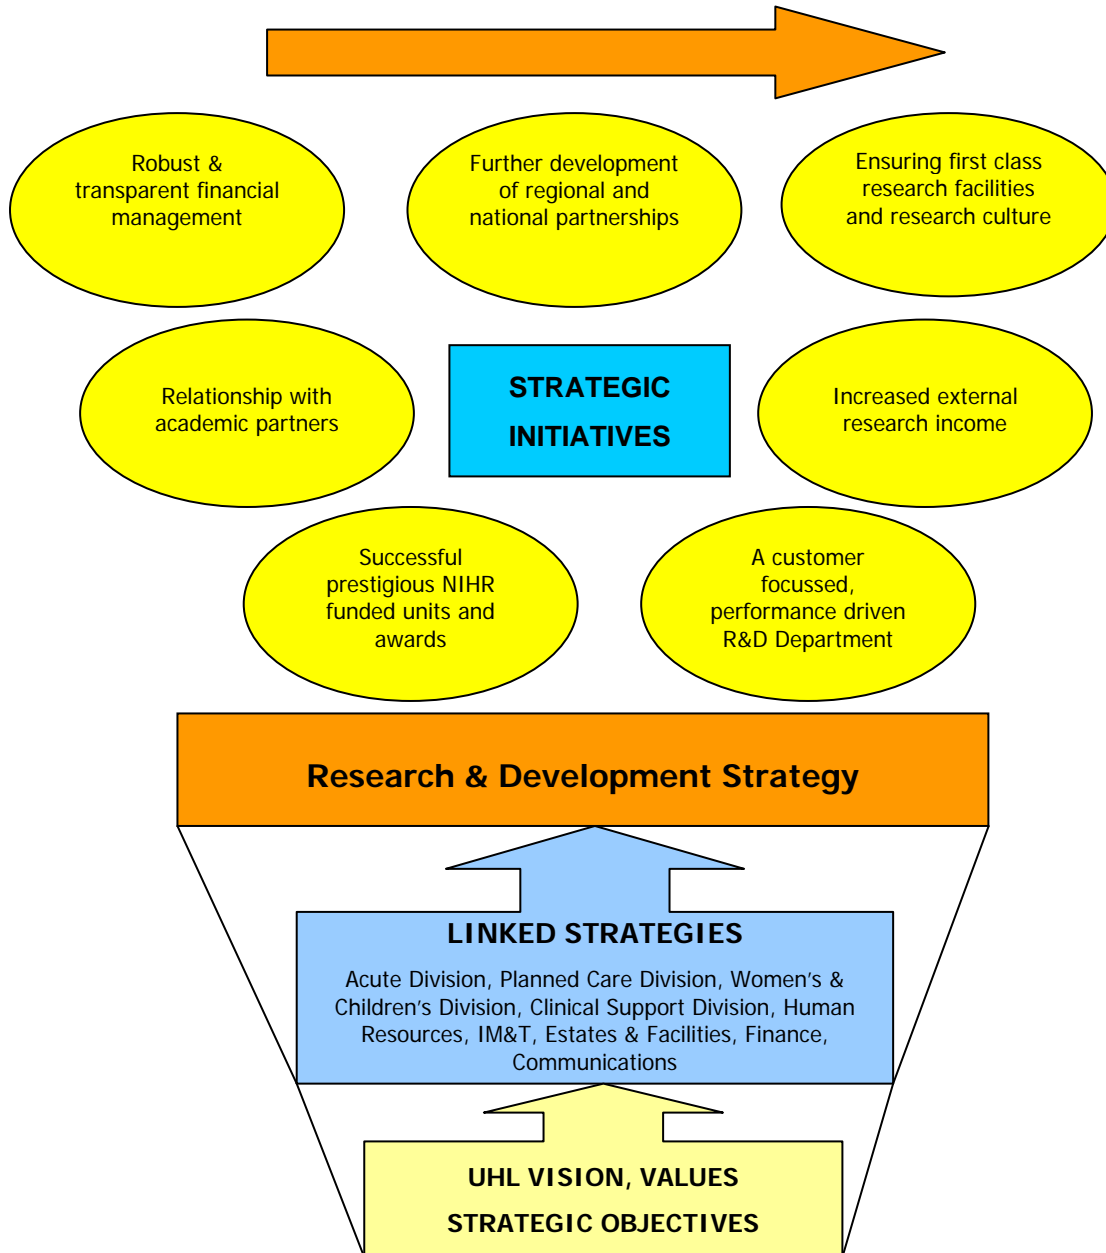 Robust &
transparent financial
management
Further development
of regional and
national partnerships
Ensuring first class
research facilities
and research culture
Relationship with
academic partners
STRATEGIC
INITIATIVES
Increased external
research income
Successful
prestigious NIHR
funded units and
awards
A customer
focussed,
performance driven
R&D Department
Research & Development Strategy
LINKED STRATEGIES
Acute Division, Planned Care Division, Women's &
Children's Division, Clinical Support Division, Human
Resources, IM&T, Estates & Facilities, Finance,
Communications
UHL VISION, VALUES
STRATEGIC OBJECTIVES